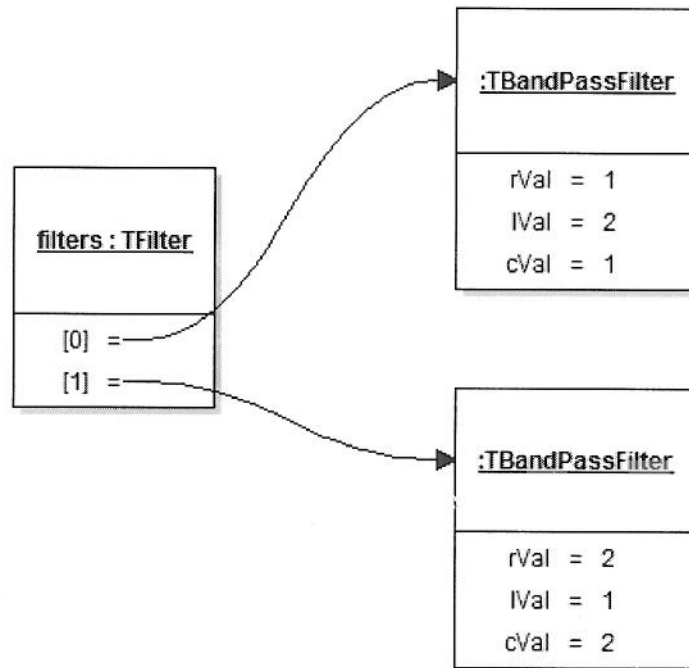 :TBandPassFilter
rVal = 1
lVal = 2
cVal = 1
filters : TFilter
[0] =
[1] =
:TBandPassFilter
rVal = 2
lVal = 1
cVal = 2